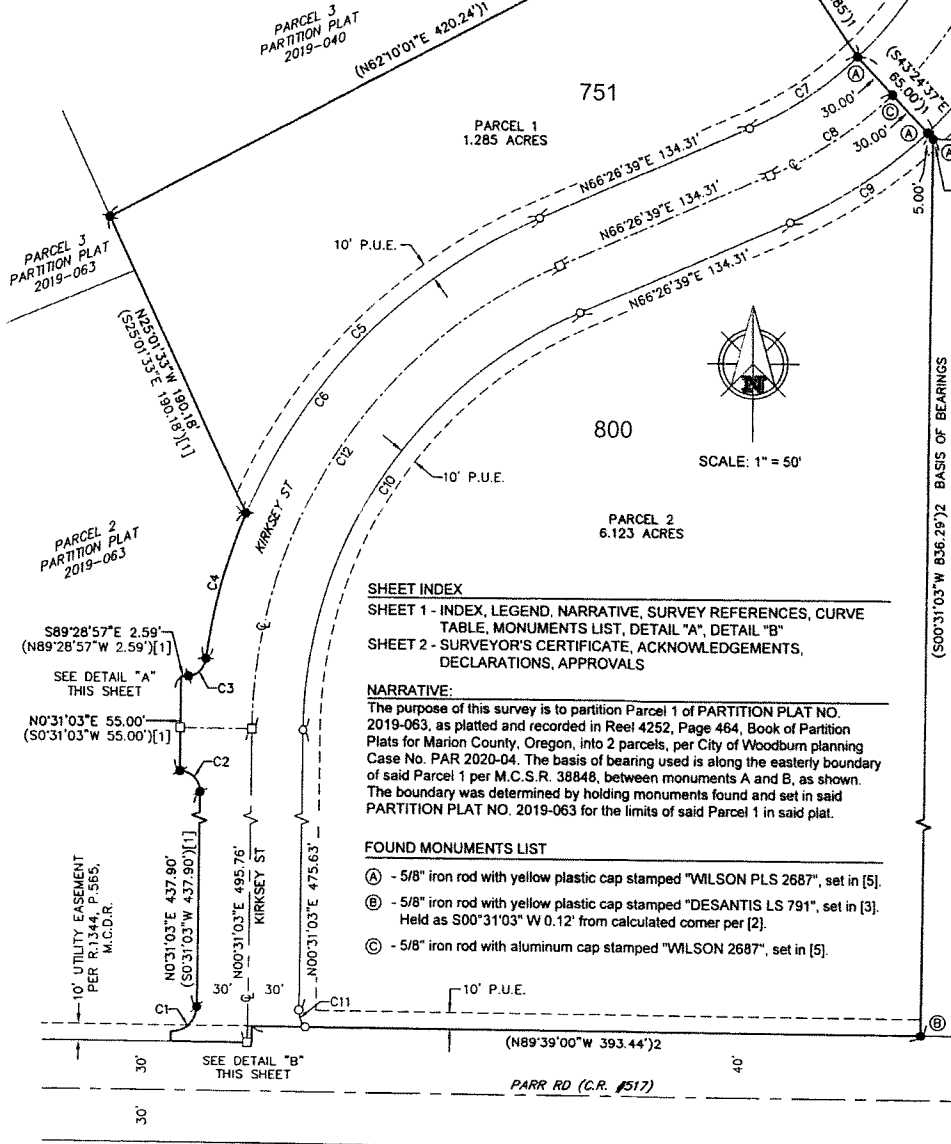 PARCEL 3
PARTITION PLAT
2019-040
(N62°10'01"E 420.24')1
85')1
(S43°24'37"E
65.00')1
751
PARCEL 1
1.285 ACRES
C7
A
30.00'
C
C8
30.00'
A
A
C9
5.00'
N66°26'39"E 134.31'
N66°26'39"E 134.31'
N66°26'39"E 134.31'
10' P.U.E.
PARCEL 3
PARTITION PLAT
2019-063
N25°01'33"W 190.18'
(S25°01'33"E 190.18')[1]
C5
C6
C12
C10
10' P.U.E.
N
SCALE: 1" = 50'
800
PARCEL 2
6.123 ACRES
(S00°31'03"W 836.29')2 BASIS OF BEARINGS
KIRKSEY ST
PARCEL 2
PARTITION PLAT
2019-063
C4
S89°28'57"E 2.59'
(N89°28'57"W 2.59')[1]
SEE DETAIL "A"
THIS SHEET
C3
N0°31'03"E 55.00'
(S0°31'03"W 55.00')[1]
C2
SHEET INDEX
SHEET 1 - INDEX, LEGEND, NARRATIVE, SURVEY REFERENCES, CURVE
TABLE, MONUMENTS LIST, DETAIL "A", DETAIL "B"
SHEET 2 - SURVEYOR'S CERTIFICATE, ACKNOWLEDGEMENTS,
DECLARATIONS, APPROVALS
NARRATIVE:
The purpose of this survey is to partition Parcel 1 of PARTITION PLAT NO.
2019-063, as platted and recorded in Reel 4252, Page 464, Book of Partition
Plats for Marion County, Oregon, into 2 parcels, per City of Woodburn planning
Case No. PAR 2020-04. The basis of bearing used is along the easterly boundary
of said Parcel 1 per M.C.S.R. 38848, between monuments A and B, as shown.
The boundary was determined by holding monuments found and set in said
PARTITION PLAT NO. 2019-063 for the limits of said Parcel 1 in said plat.
FOUND MONUMENTS LIST
A - 5/8" iron rod with yellow plastic cap stamped "WILSON PLS 2687", set in [5].
B - 5/8" iron rod with yellow plastic cap stamped "DESANTIS LS 791", set in [3].
Held as S00°31'03" W 0.12' from calculated corner per [2].
C - 5/8" iron rod with aluminum cap stamped "WILSON 2687", set in [5].
10' UTILITY EASEMENT
PER R.1344, P.565,
M.C.D.R.
N0°31'03"E 437.90'
(S0°31'03"W 437.90')[1]
N00°31'03"E 495.76'
KIRKSEY ST
N00°31'03"E 475.63'
30'
30'
C1
C11
10' P.U.E.
B
(N89°39'00"W 393.44')2
SEE DETAIL "B"
THIS SHEET
30'
40'
PARR RD (C.R. #517)
30'